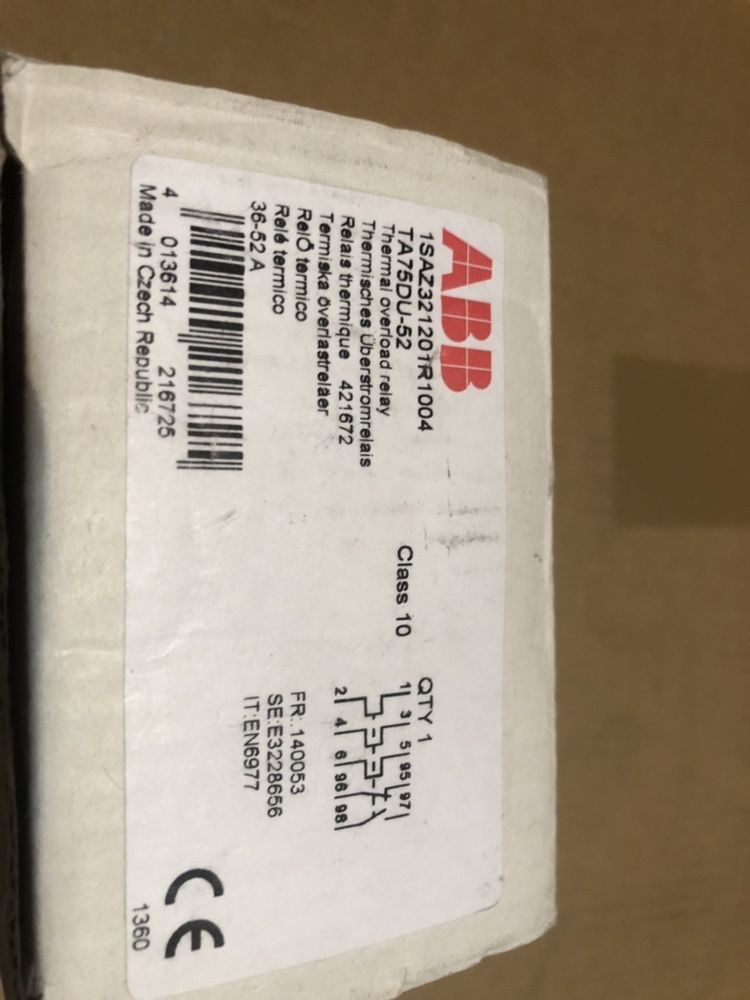 ABB
1SAZ321201R1004
QTY 1
TA75DU-52
Class 10
Thermal overload relay
Thermisches Überstromrelais
Relais thermique 421672
Termiska överlastreläer
RelÕ termico
Relé termico
36-52 A
1 3 5 95 97
2 4 6 96 98
FR:.140053
SE:E3228656
IT:EN6977
4 013614 216725
Made in Czech Republic
CE
1360